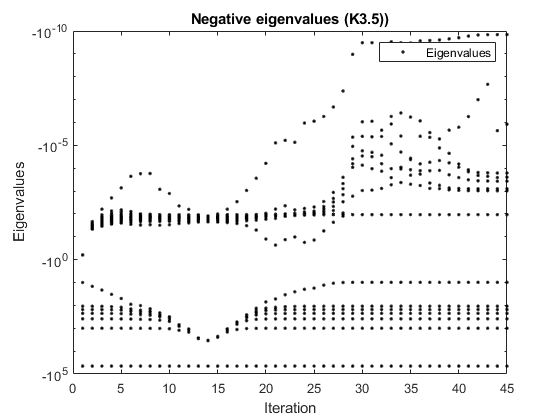 Negative eigenvalues (K3.5))
-10^-10
Eigenvalues
-10^-5
Eigenvalues
-10^0
-10^5
0 5 10 15 20 25 30 35 40 45
Iteration